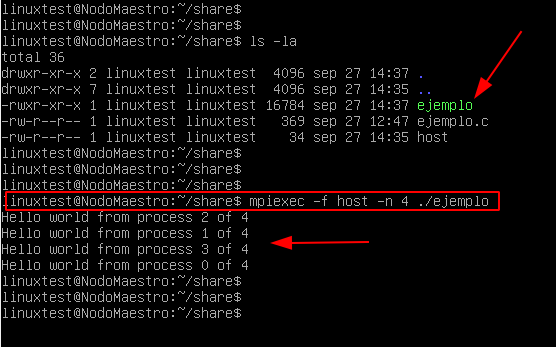 linuxtest@NodoMaestro:~/share$
linuxtest@NodoMaestro:~/share$
linuxtest@NodoMaestro:~/share$ ls -la
total 36
drwxr-xr-x 2 linuxtest linuxtest  4096 sep 27 14:37 .
drwxr-xr-x 7 linuxtest linuxtest  4096 sep 27 14:35 ..
-rwxr-xr-x 1 linuxtest linuxtest 16784 sep 27 14:37 ejemplo
-rw-r--r-- 1 linuxtest linuxtest   369 sep 27 12:47 ejemplo.c
-rw-r--r-- 1 linuxtest linuxtest    34 sep 27 14:35 host
linuxtest@NodoMaestro:~/share$
linuxtest@NodoMaestro:~/share$
linuxtest@NodoMaestro:~/share$
linuxtest@NodoMaestro:~/share$ mpiexec -f host -n 4 ./ejemplo
Hello world from process 2 of 4
Hello world from process 1 of 4
Hello world from process 3 of 4
Hello world from process 0 of 4
linuxtest@NodoMaestro:~/share$
linuxtest@NodoMaestro:~/share$
linuxtest@NodoMaestro:~/share$